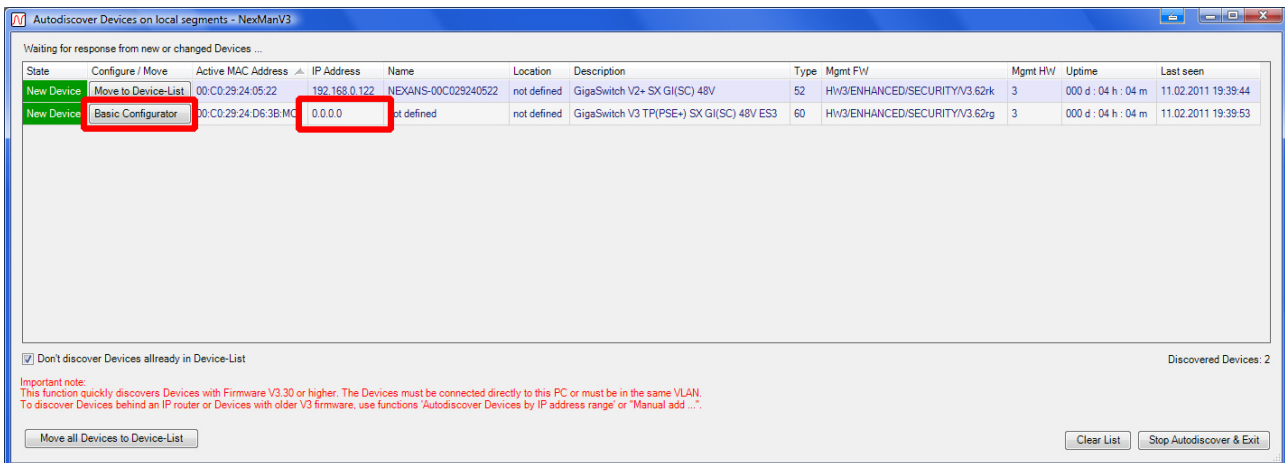 Autodiscover Devices on local segments - NexManV3
Waiting for response from new or changed Devices ...
State Configure / Move Active MAC Address IP Address Name Location Description Type Mgmt FW Mgmt HW Uptime Last seen
New Device Move to Device-List 00:C0:29:24:05:22 192.168.0.122 NEXANS-00C029240522 not defined GigaSwitch V2+ SX GI(SC) 48V 52 HW3/ENHANCED/SECURITY/V3.62rk 3 000 d : 04 h : 04 m 11.02.2011 19:39:44
New Device Basic Configurator 00:C0:29:24:D6:3B:MC 0.0.0.0 not defined not defined GigaSwitch V3 TP(PSE+) SX GI(SC) 48V ES3 60 HW3/ENHANCED/SECURITY/V3.62rg 3 000 d : 04 h : 04 m 11.02.2011 19:39:53
Don't discover Devices allready in Device-List Discovered Devices: 2
Important note:
This function quickly discovers Devices with Firmware V3.30 or higher. The Devices must be connected directly to this PC or must be in the same VLAN.
To discover Devices behind an IP router or Devices with older V3 firmware, use functions 'Autodiscover Devices by IP address range' or "Manual add ...".
Move all Devices to Device-List Clear List Stop Autodiscover & Exit